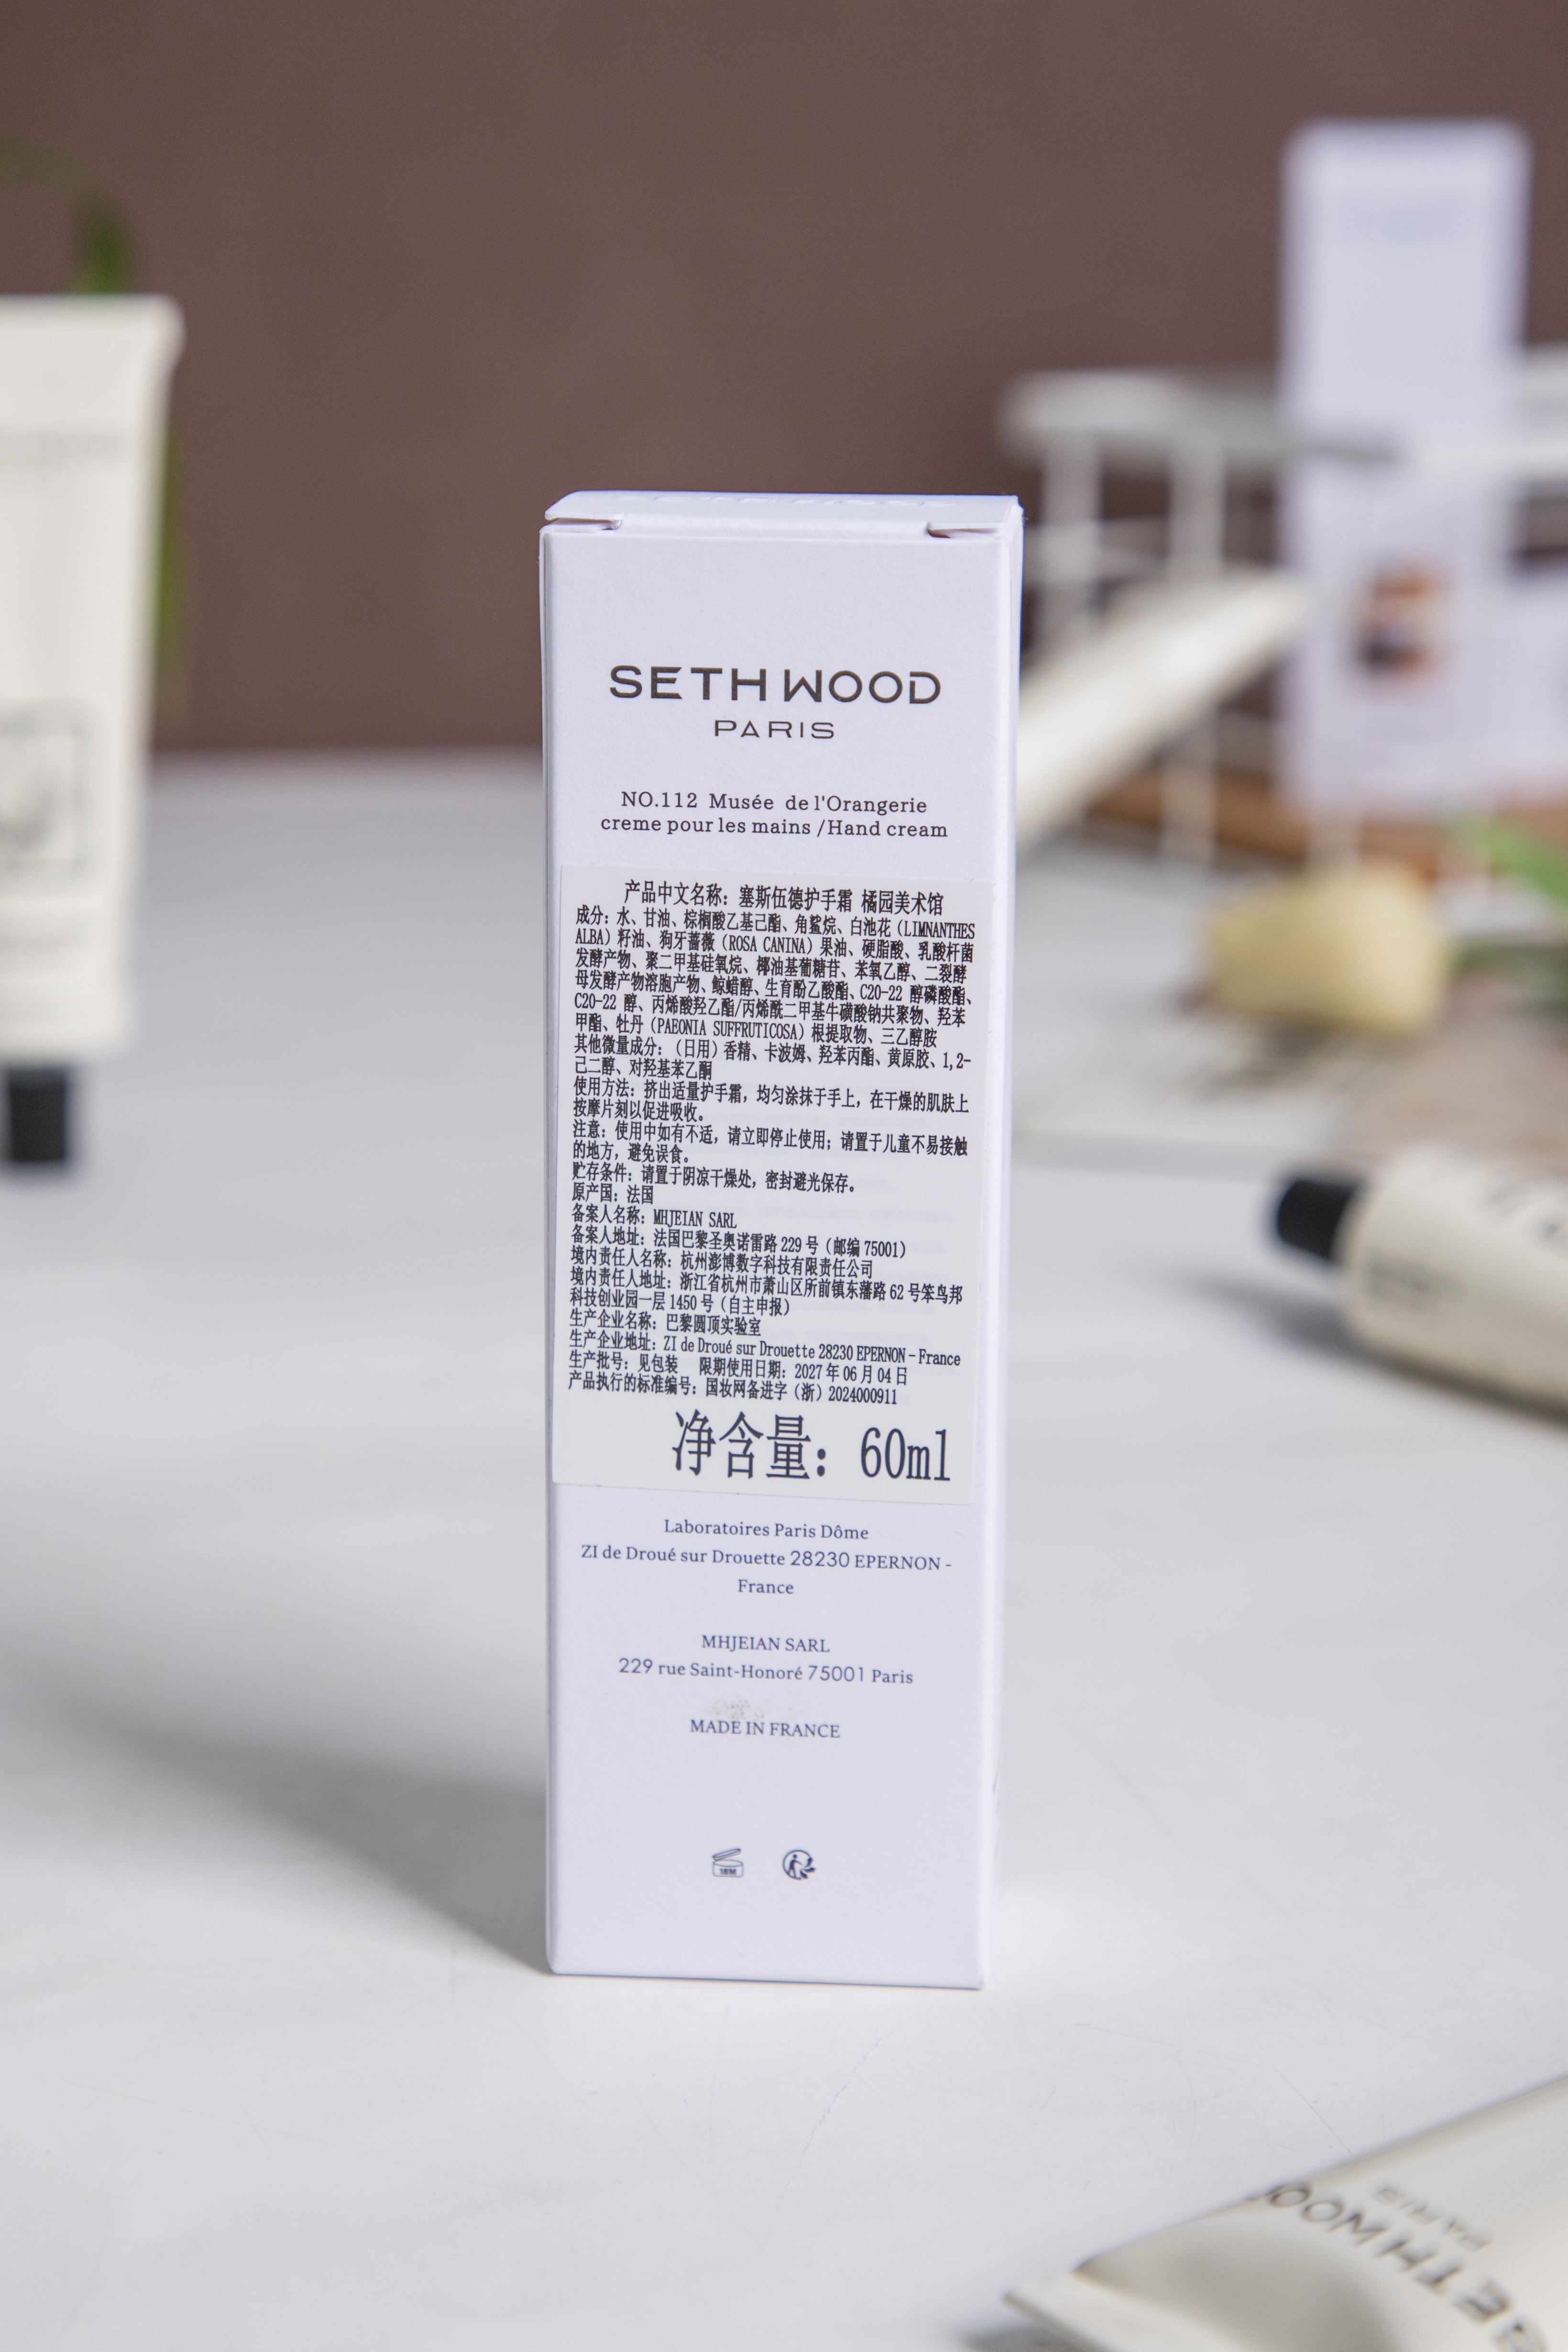 SETHWOOD
PARIS
NO.112 Musée de l'Orangerie
creme pour les mains /Hand cream
产品中文名称：塞斯伍德护手霜 橘园美术馆
成分：水、甘油、棕榈酸乙基己酯、角鲨烷、白池花（LIMNANTHES
ALBA）籽油、狗牙蔷薇（ROSA CANINA）果油、硬脂酸、乳酸杆菌
发酵产物、聚二甲基硅氧烷、椰油基葡糖苷、苯氧乙醇、二裂酵
母发酵产物溶胞产物、鲸蜡醇、生育酚乙酸酯、C20-22 醇磷酸酯、
C20-22 醇、丙烯酸羟乙酯/丙烯酰二甲基牛磺酸钠共聚物、羟苯
甲酯、牡丹（PAEONIA SUFFRUTICOSA）根提取物、三乙醇胺
其他微量成分：（日用）香精、卡波姆、羟苯丙酯、黄原胶、1,2-
己二醇、对羟基苯乙酮
使用方法：挤出适量护手霜，均匀涂抹于手上，在干燥的肌肤上
按摩片刻以促进吸收。
注意：使用中如有不适，请立即停止使用；请置于儿童不易接触
的地方，避免误食。
贮存条件：请置于阴凉干燥处，密封避光保存。
原产国：法国
备案人名称：MHJEIAN SARL
备案人地址：法国巴黎圣奥诺雷路 229 号（邮编 75001）
境内责任人名称：杭州澎博数字科技有限责任公司
境内责任人地址：浙江省杭州市萧山区所前镇东藩路 62 号笨鸟邦
科技创业园一层 1450 号（自主申报）
生产企业名称：巴黎圆顶实验室
生产企业地址：ZI de Droué sur Drouette 28230 EPERNON - France
生产批号：见包装 限期使用日期：2027 年 06 月 04 日
产品执行的标准编号：国妆网备进字（浙）2024000911
净含量：60ml
Laboratoires Paris Dôme
ZI de Droué sur Drouette 28230 EPERNON -
France
MHJEIAN SARL
229 rue Saint-Honoré 75001 Paris
MADE IN FRANCE
18M
SETHWOOD
PARIS